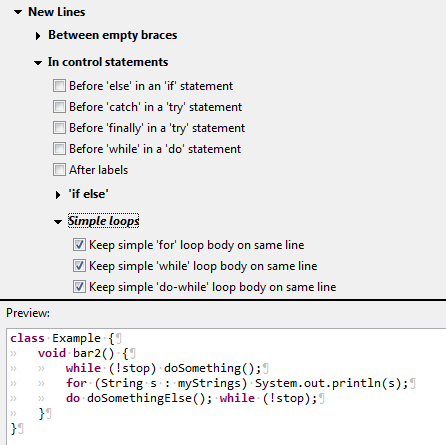 New Lines
Between empty braces
In control statements
Before 'else' in an 'if' statement
Before 'catch' in a 'try' statement
Before 'finally' in a 'try' statement
Before 'while' in a 'do' statement
After labels
'if else'
Simple loops
Keep simple 'for' loop body on same line
Keep simple 'while' loop body on same line
Keep simple 'do-while' loop body on same line
Preview:
class·Example·{¶
»   void·bar2()·{¶
»   »   while·(!stop)·doSomething();¶
»   »   for·(String·s·:·myStrings)·System.out.println(s);¶
»   »   do·doSomethingElse();·while·(!stop);¶
»   }¶
}¶